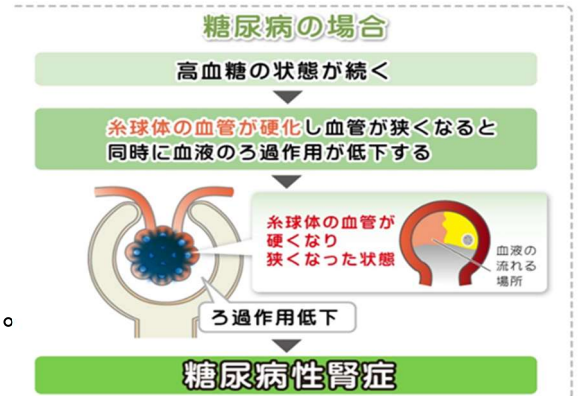 糖尿病の場合
高血糖の状態が続く
糸球体の血管が硬化し血管が狭くなると
同時に血液のろ過作用が低下する
糸球体の血管が
硬くなり
狭くなった状態
血液の
流れる
場所
。
ろ過作用低下
糖尿病性腎症